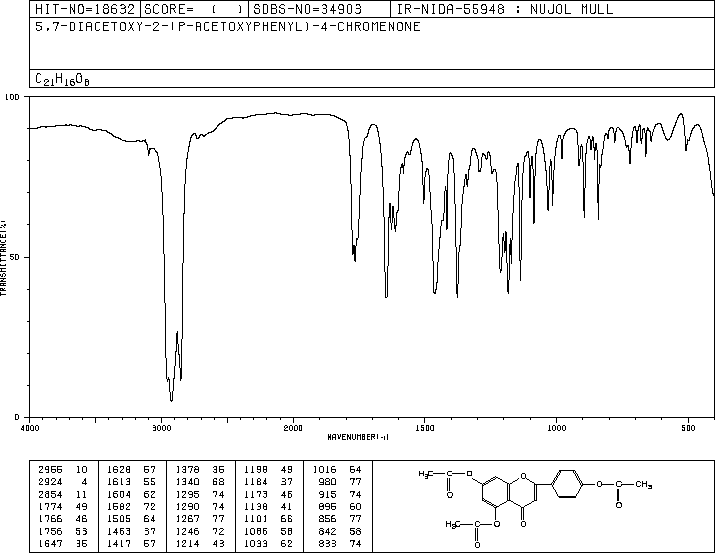 HIT-NO=18632 SCORE= ( ) SDBS-NO=34903 IR-NIDA-55948 : NUJOL MULL
5,7-DIACETOXY-2-(P-ACETOXYPHENYL)-4-CHROMENONE
C21H16O8
100
50
0
TRANSMITTANCE(%)
4000 3000 2000 1500 1000 500
WAVENUMBER(-1)
2955 10 1628 57 1378 35 1198 49 1016 64
2924 4 1613 55 1340 68 1184 37 980 77
2854 11 1604 62 1295 74 1173 46 915 74
1774 49 1582 72 1290 74 1138 41 895 60
1766 46 1505 64 1267 77 1101 66 856 77
1756 53 1463 37 1246 72 1086 58 842 58
1647 35 1417 57 1214 43 1033 62 833 74
H3C C O O CH3
O O C
O
H3C C O O
O